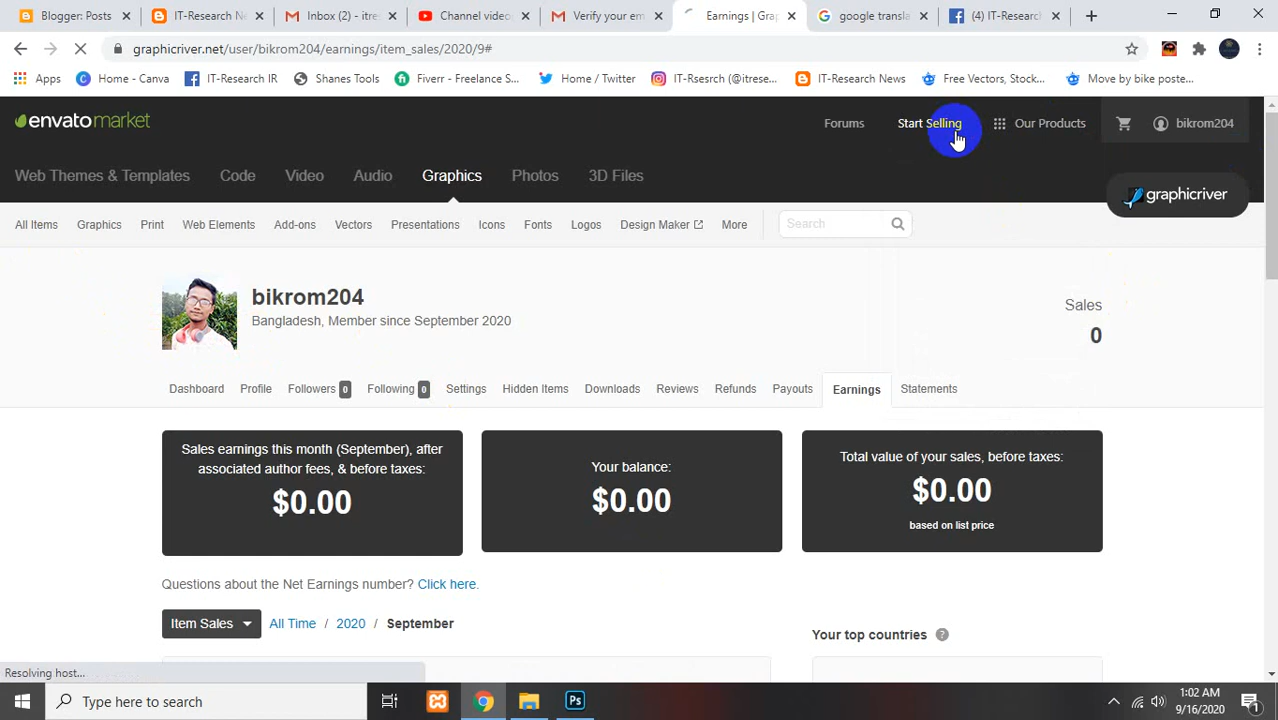 Blogger: Posts
IT-Research N
Inbox (2) - itre
Channel video
Verify your em
Earnings | Gra
google transla
(4) IT-Researc
graphicriver.net/user/bikrom204/earnings/item_sales/2020/9#
Apps
Home - Canva
IT-Research IR
Shanes Tools
Fiverr - Freelance S...
Home / Twitter
IT-Rsesrch (@itrese...
IT-Research News
Free Vectors, Stock...
Move by bike poste...
envatomarket
Forums
Start Selling
Our Products
bikrom204
Web Themes & Templates
Code
Video
Audio
Graphics
Photos
3D Files
graphicriver
All Items
Graphics
Print
Web Elements
Add-ons
Vectors
Presentations
Icons
Fonts
Logos
Design Maker
More
Search
bikrom204
Bangladesh, Member since September 2020
Sales
0
Dashboard
Profile
Followers 0
Following 0
Settings
Hidden Items
Downloads
Reviews
Refunds
Payouts
Earnings
Statements
Sales earnings this month (September), after
associated author fees, & before taxes:
$0.00
Your balance:
$0.00
Total value of your sales, before taxes:
$0.00
based on list price
Questions about the Net Earnings number? Click here.
Item Sales
All Time / 2020 / September
Your top countries ?
Resolving host...
Type here to search
Ps
1:02 AM
9/16/2020
1